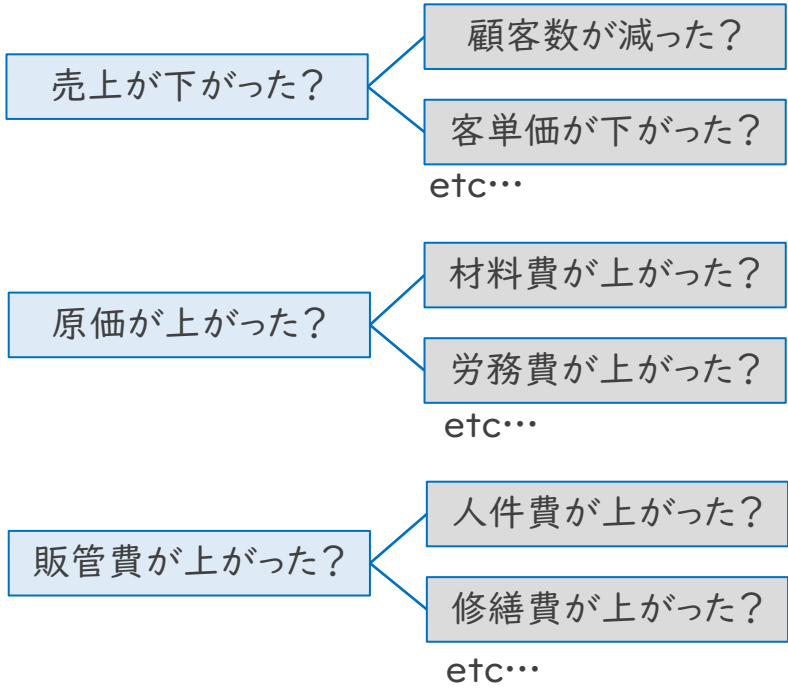 売上が下がった?
顧客数が減った?
客単価が下がった?
etc…
原価が上がった?
材料費が上がった?
労務費が上がった?
etc…
販管費が上がった?
人件費が上がった?
修繕費が上がった?
etc…